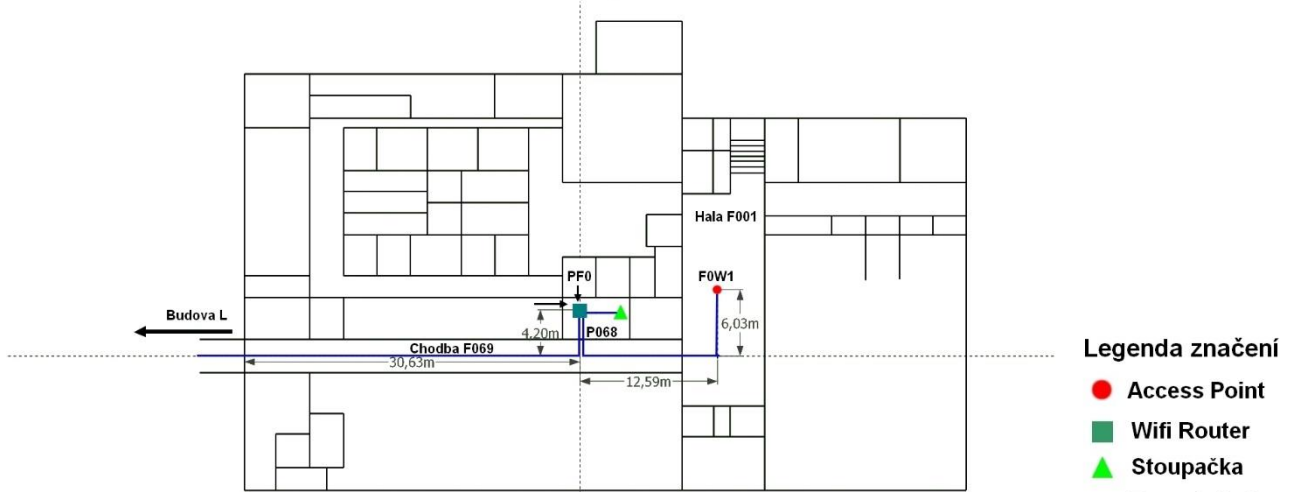 Hala F001
PF0
F0W1
Budova L
4,20m
P068
6,03m
Chodba F069
30,63m
12,59m
Legenda značení
Access Point
Wifi Router
Stoupačka